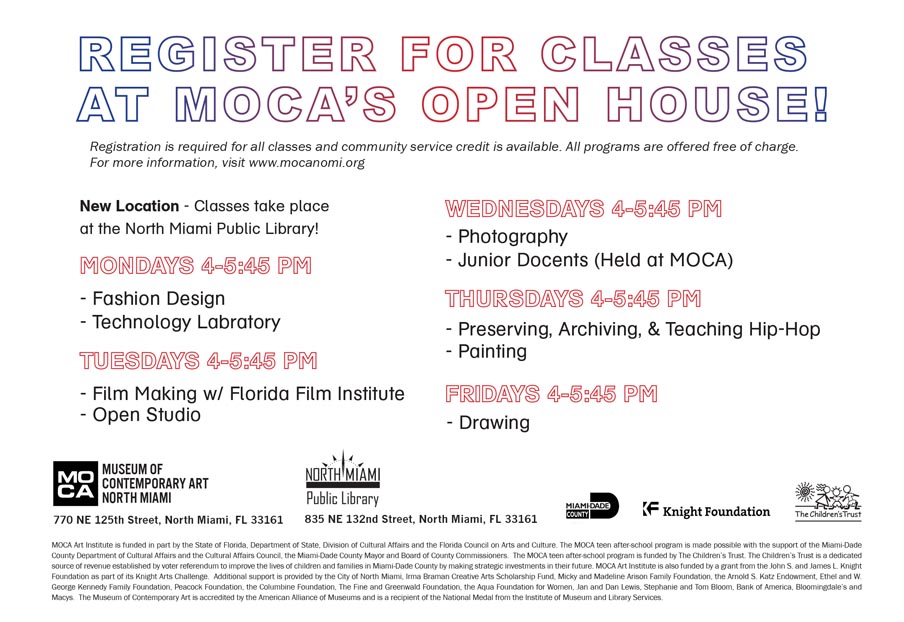 REGISTER FOR CLASSES
AT MOCA'S OPEN HOUSE!
Registration is required for all classes and community service credit is available. All programs are offered free of charge.
For more information, visit www.mocanomi.org
New Location - Classes take place
at the North Miami Public Library!
MONDAYS 4-5:45 PM
- Fashion Design
- Technology Labratory
TUESDAYS 4-5:45 PM
- Film Making w/ Florida Film Institute
- Open Studio
WEDNESDAYS 4-5:45 PM
- Photography
- Junior Docents (Held at MOCA)
THURSDAYS 4-5:45 PM
- Preserving, Archiving, & Teaching Hip-Hop
- Painting
FRIDAYS 4-5:45 PM
- Drawing
MO
CA
MUSEUM OF
CONTEMPORARY ART
NORTH MIAMI
770 NE 125th Street, North Miami, FL 33161
NORTH MIAMI
Public Library
835 NE 132nd Street, North Miami, FL 33161
MIAMI-DADE
COUNTY
Knight Foundation
The Children's Trust
MOCA Art Institute is funded in part by the State of Florida, Department of State, Division of Cultural Affairs and the Florida Council on Arts and Culture. The MOCA teen after-school program is made possible with the support of the Miami-Dade
County Department of Cultural Affairs and the Cultural Affairs Council, the Miami-Dade County Mayor and Board of County Commissioners. The MOCA teen after-school program is funded by The Children's Trust. The Children's Trust is a dedicated
source of revenue established by voter referendum to improve the lives of children and families in Miami-Dade County by making strategic investments in their future. MOCA Art Institute is also funded by a grant from the John S. and James L. Knight
Foundation as part of its Knight Arts Challenge. Additional support is provided by the City of North Miami, Irma Braman Creative Arts Scholarship Fund, Micky and Madeline Arison Family Foundation, the Arnold S. Katz Endowment, Ethel and W.
George Kennedy Family Foundation, Peacock Foundation, the Columbine Foundation, The Fine and Greenwald Foundation, the Aqua Foundation for Women, Jan and Dan Lewis, Stephanie and Tom Bloom, Bank of America, Bloomingdale's and
Macys. The Museum of Contemporary Art is accredited by the American Alliance of Museums and is a recipient of the National Medal from the Institute of Museum and Library Services.